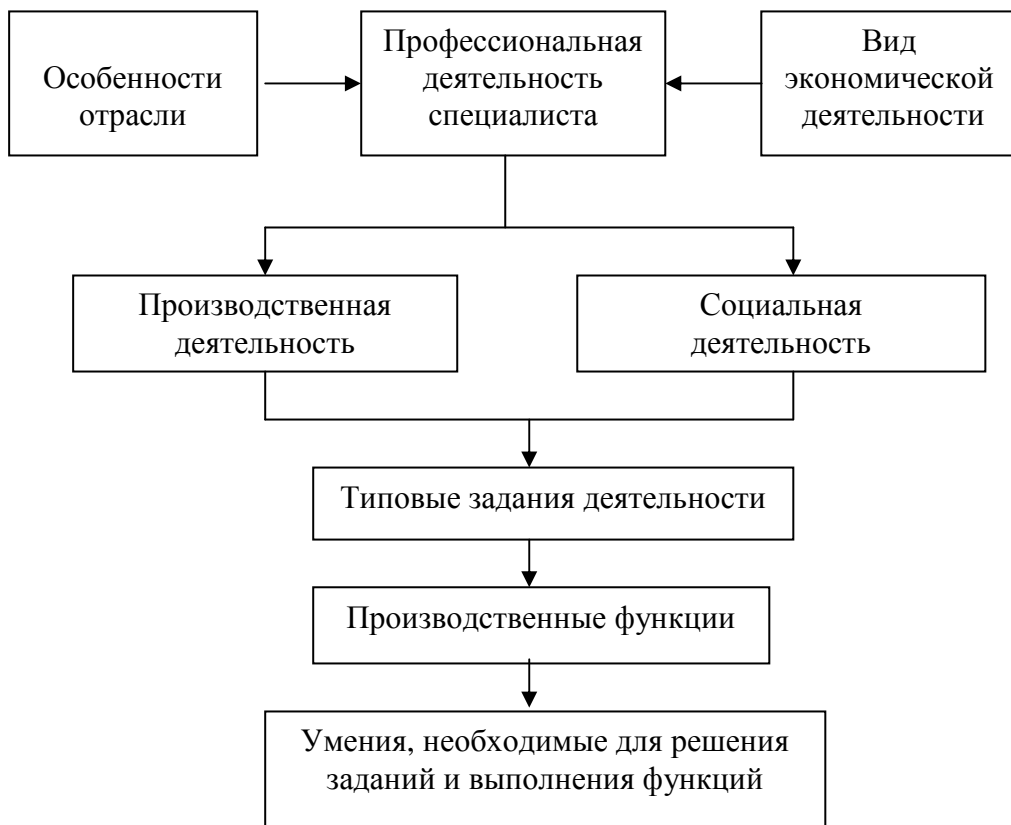 Особенности
отрасли
Профессиональная
деятельность
специалиста
Вид
экономической
деятельности
Производственная
деятельность
Социальная
деятельность
Типовые задания деятельности
Производственные функции
Умения, необходимые для решения
заданий и выполнения функций